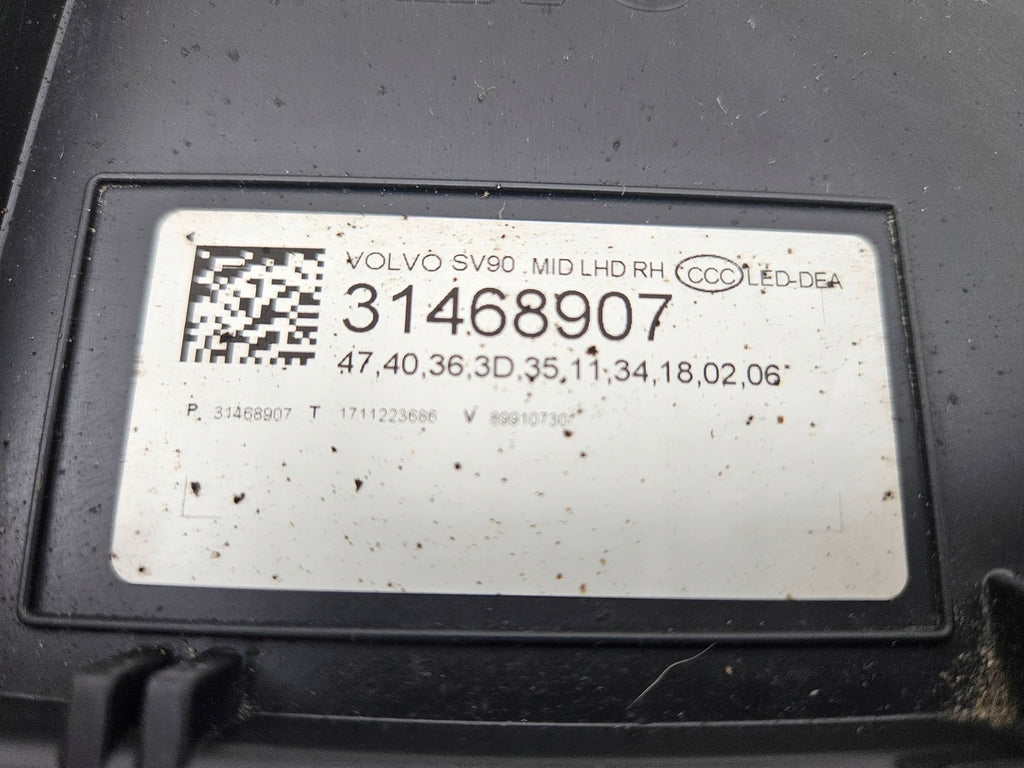 VOLVO SV90 MID LHD RH CCC LED-DEA
31468907
47,40,36,3D,35,11,34,18,02,06
P 31468907 T 1711223686 V